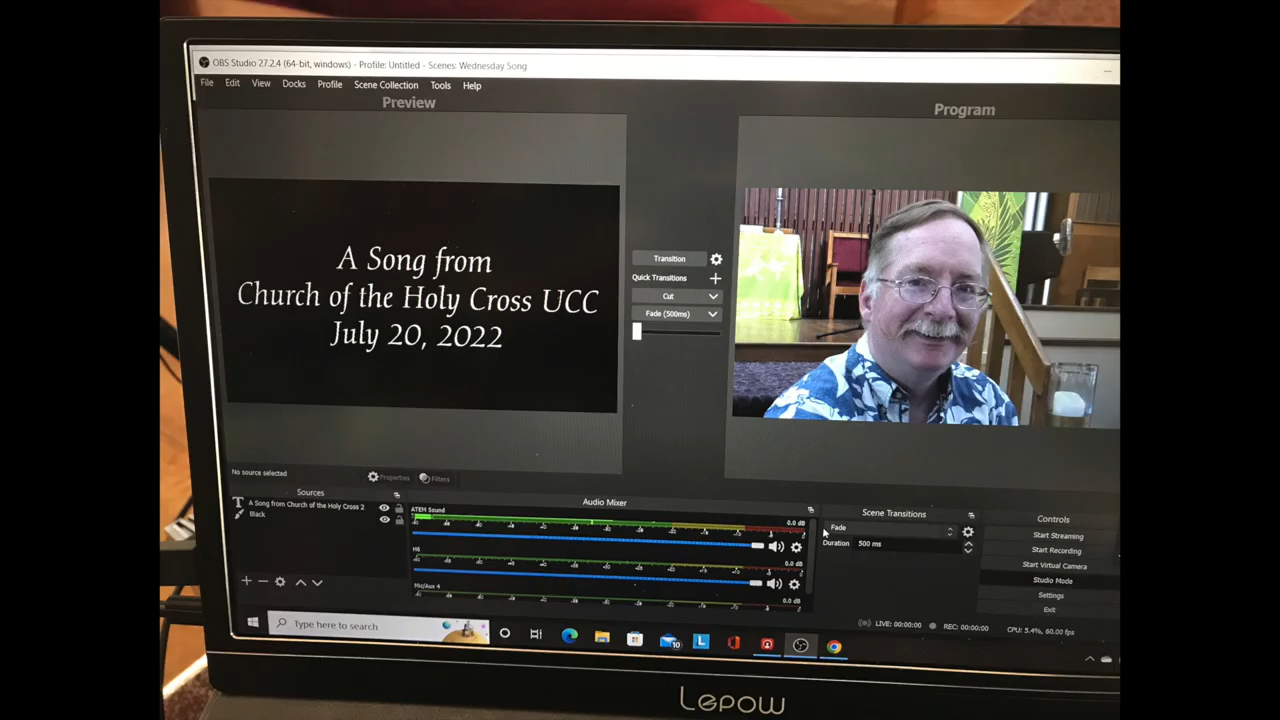 OBS Studio 27.2.4 (64-bit, windows) - Profile: Untitled - Scenes: Wednesday Song
File Edit View Docks Profile Scene Collection Tools Help
Preview
Program
A Song from
Church of the Holy Cross UCC
July 20, 2022
Transition
Quick Transitions
Cut
Fade (500ms)
No source selected
Properties
Filters
Sources
A Song from Church of the Holy Cross 2
Black
Audio Mixer
ATEM Sound
0.0 dB
H6
0.0 dB
Mic/Aux 4
0.0 dB
Scene Transitions
Fade
Duration 500 ms
Controls
Start Streaming
Start Recording
Start Virtual Camera
Studio Mode
Settings
Exit
LIVE: 00:00:00
REC: 00:00:00
CPU: 5.4%, 60.00 fps
Type here to search
10
L
Lepow